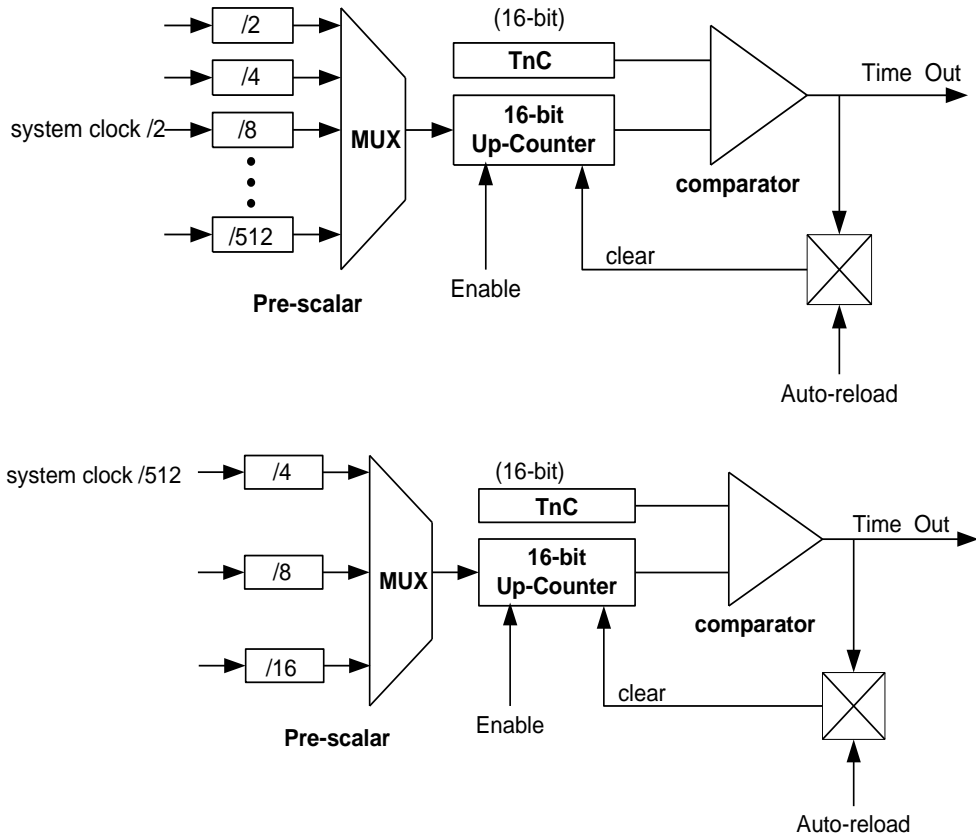 /2
(16-bit)
TnC
/4
Time Out
system clock /2
/8
MUX
16-bit
Up-Counter
comparator
/512
clear
Enable
Pre-scalar
Auto-reload
system clock /512
/4
(16-bit)
TnC
Time Out
/8
MUX
16-bit
Up-Counter
comparator
/16
clear
Enable
Pre-scalar
Auto-reload